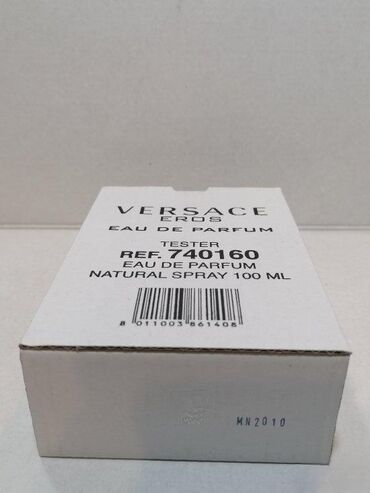 VERSACE
EROS
EAU DE PARFUM
TESTER
REF. 740160
EAU DE PARFUM
NATURAL SPRAY 100 ML
8 011003 861408
MN2010